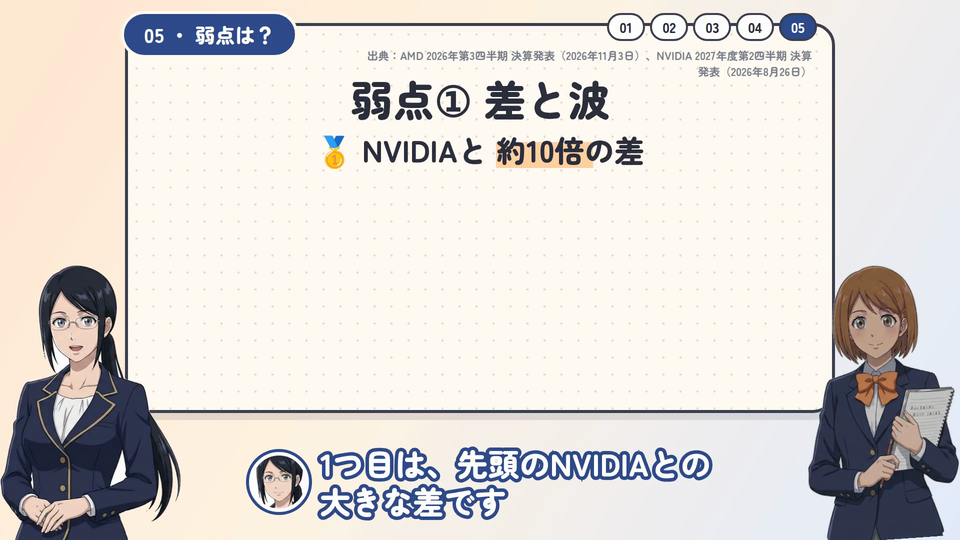 05 ・ 弱点は？
01 02 03 04 05
出典：AMD 2026年第3四半期 決算発表（2026年11月3日）、NVIDIA 2027年度第2四半期 決算
発表（2026年8月26日）
弱点① 差と波
NVIDIAと 約10倍の差
1つ目は、先頭のNVIDIAとの
大きな差です